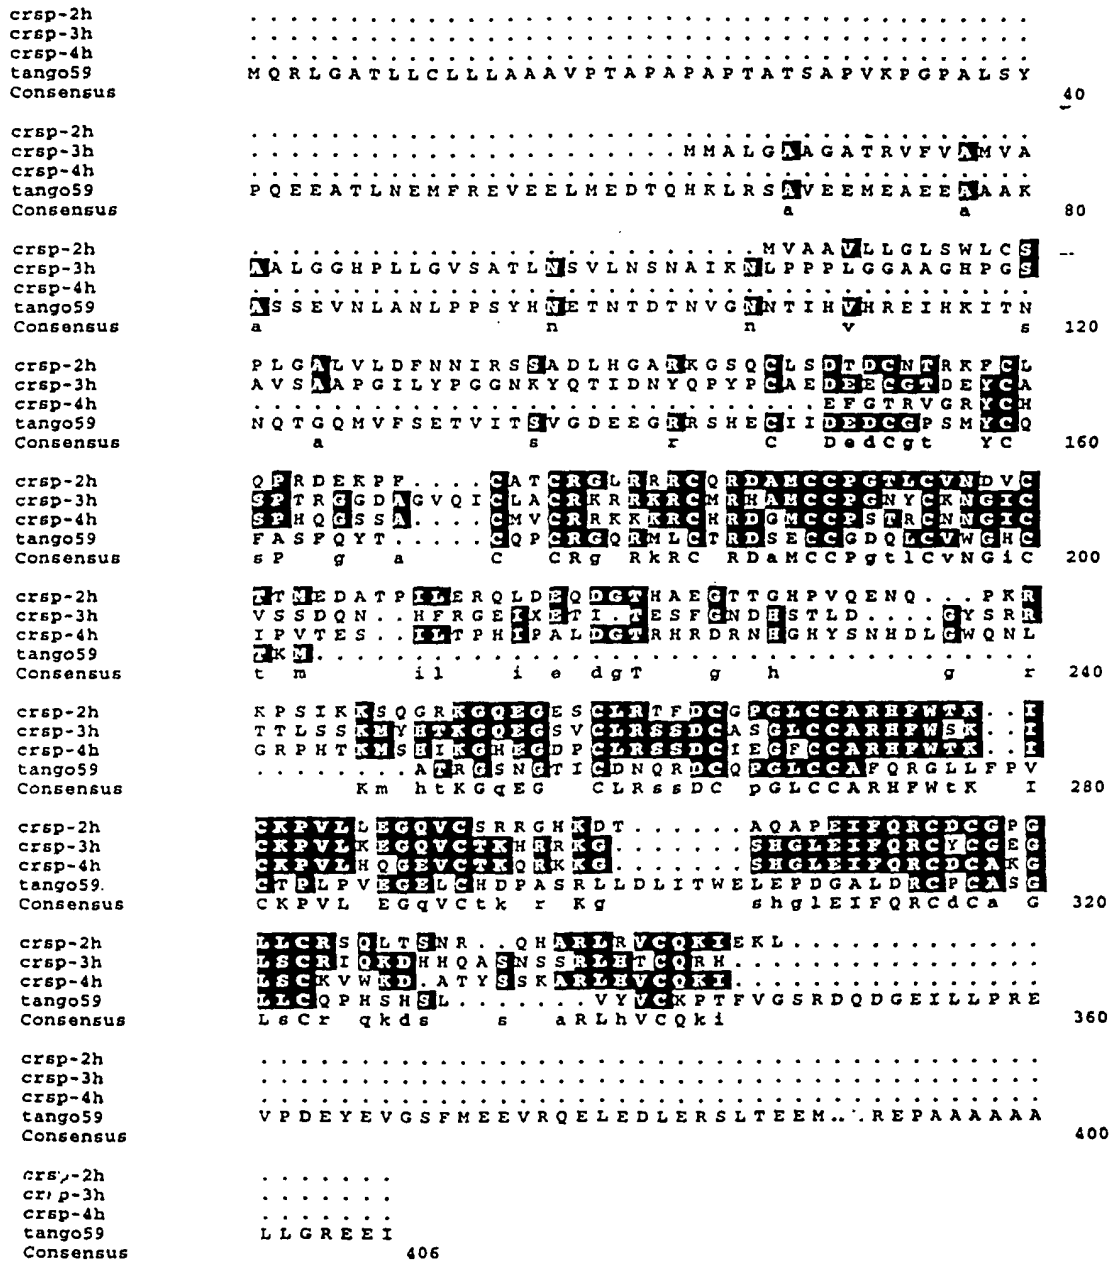 crsp-2h . . . . . . . . . . . . . . . . . . . . . . . . . . . . . . . . . . . . . . . .
crsp-3h . . . . . . . . . . . . . . . . . . . . . . . . . . . . . . . . . . . . . . . .
crsp-4h . . . . . . . . . . . . . . . . . . . . . . . . . . . . . . . . . . . . . . . .
tango59 M Q R L G A T L L C L L L A A A V P T A P A P A P T A T S A P V K P G P A L S Y
Consensus 40
crsp-2h . . . . . . . . . . . . . . . . . . . . . . . . . . . . . . . . . . . . . . . .
crsp-3h . . . . . . . . . . . . . . . . . . . . . . M M A L G A A G A T R V F V A M V A
crsp-4h . . . . . . . . . . . . . . . . . . . . . . . . . . . . . . . . . . . . . . . .
tango59 P Q E E A T L N E M F R E V E E L M E D T Q H K L R S A V E E M E A E E A A A K
Consensus a a 80
crsp-2h . . . . . . . . . . . . . . . . . . . . . . . . . . M V A A V L L G L S W L C S
crsp-3h A A L G G H P L L G V S A T L N S V L N S N A I K N L P P P L G G A A G H P G S
crsp-4h . . . . . . . . . . . . . . . . . . . . . . . . . . . . . . . . . . . . . . . .
tango59 A S S E V N L A N L P P S Y H N E T N T D T N V G N N T I H V H R E I H K I T N
Consensus a n n v s 120
crsp-2h P L G A L V L D F N N I R S S A D L H G A R K G S Q C L S D T D C N T R K F C L
crsp-3h A V S A A P G I L Y P G G N K Y Q T I D N Y Q P Y P C A E D E E C G T D E Y C A
crsp-4h . . . . . . . . . . . . . . . . . . . . . . . . . . . . . E F G T R V G R Y C H
tango59 N Q T G Q M V F S E T V I T S V G D E E G R R S H E C I I D E D C G P S M Y C Q
Consensus a s r C D e d C g t Y C 160
crsp-2h Q P R D E K P F . . . . C A T C R G L R R R C Q R D A M C C P G T L C V N D V C
crsp-3h S P T R G G D A G V Q I C L A C R K R R K R C M R H A M C C P G N Y C K N G I C
crsp-4h S P H Q G S S A . . . . C M V C R R K K K R C H R D G M C C P S T R C N N G I C
tango59 F A S F Q Y T . . . . . C Q P C R G Q R M L C T R D S E C C G D Q L C V W G H C
Consensus s P g a C C R g R k R C R D a M C C P g t l C v N G i C 200
crsp-2h T T M E D A T P I L E R Q L D E Q D G T H A E G T T G H P V Q E N Q . . . P K R
crsp-3h V S S D Q N . . H F R G E I X E T I . T E S F G N D H S T L D . . . . G Y S R R
crsp-4h I P V T E S . . I L T P H I P A L D G T R H R D R N H G H Y S N H D L G W Q N L
tango59 T K M . . . . . . . . . . . . . . . . . . . . . . . . . . . . . . . . . . . . .
Consensus t m i l i e d g T g h g r 240
crsp-2h K P S I K K S Q G R K G Q E G E S C L R T F D C G P G L C C A R H F W T K . . I
crsp-3h T T L S S K M Y H T K G Q E G S V C L R S S D C A S G L C C A R H F W S K . . I
crsp-4h G R P H T K M S H I K G H E G D P C L R S S D C I E G F C C A R H F W T K . . I
tango59 . . . . . . . . A T R G S N G T I C D N Q R D C Q P G L C C A F Q R G L L F P V
Consensus K m h t K G q E G C L R s s D C p G L C C A R H F W t K I 280
crsp-2h C K P V L L E G Q V C S R R G H K D T . . . . . . A Q A P E I F Q R C D C G P G
crsp-3h C K P V L K E G Q V C T K H R R K G . . . . . . . S H G L E I F Q R C Y C G E G
crsp-4h C K P V L H Q G E V C T K Q R K K G . . . . . . . S H G L E I F Q R C D C A K G
tango59. C T P L P V E G E L C H D P A S R L L D L I T W E L E P D G A L D R C P C A S G
Consensus C K P V L E G q V C t k r K g s h g l E I F Q R C d C a G 320
crsp-2h L L C R S Q L T S N R . . Q H A R L R V C Q K I E K L . . . . . . . . . . . . .
crsp-3h L S C R I Q K D H H Q A S N S S R L H T C Q R H . . . . . . . . . . . . . . . .
crsp-4h L S C K V W K D . A T Y S S K A R L H V C Q K I . . . . . . . . . . . . . . . .
tango59 L L C Q P H S H S L . . . . . . . V Y V C K P T F V G S R D Q D G E I L L P R E
Consensus L s C r q k d s s a R L h V C Q k i 360
crsp-2h . . . . . . . . . . . . . . . . . . . . . . . . . . . . . . . . . . . . . . . .
crsp-3h . . . . . . . . . . . . . . . . . . . . . . . . . . . . . . . . . . . . . . . .
crsp-4h . . . . . . . . . . . . . . . . . . . . . . . . . . . . . . . . . . . . . . . .
tango59 V P D E Y E V G S F M E E V R Q E L E D L E R S L T E E M . . . R E P A A A A A A
Consensus 400
crsp-2h . . . . . . .
crsp-3h . . . . . . .
crsp-4h . . . . . . .
tango59 L L G R E E I
Consensus 406